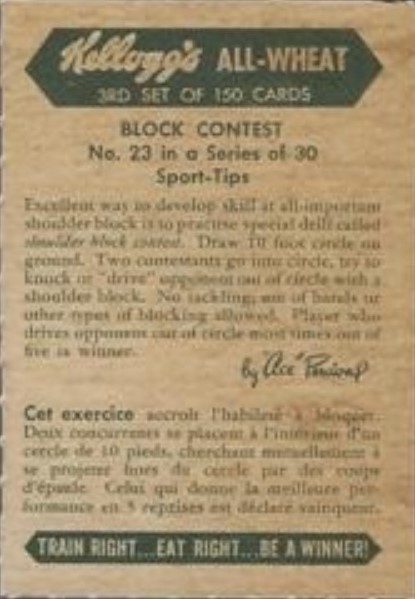 Kellogg's ALL-WHEAT
3RD SET OF 150 CARDS
BLOCK CONTEST
No. 23 in a Series of 30
Sport-Tips
Excellent way to develop skill at all-important
shoulder block is to practise special drill called
shoulder block contest. Draw 10 foot circle on
ground. Two contestants go into circle, try to
knock or "drive" opponent out of circle with a
shoulder block. No tackling; use of hands or
other types of blocking allowed. Player who
drives opponent out of circle most times out of
five is winner.
by "Ace" Percival
Cet exercice accroît l'habileté à bloquer.
Deux concurrents se placent à l'intérieur d'un
cercle de 10 pieds, cherchant mutuellement à
se projeter hors du cercle par des coups
d'épaule. Celui qui donne la meilleure per-
formance en 5 reprises est déclaré vainqueur.
TRAIN RIGHT...EAT RIGHT...BE A WINNER!